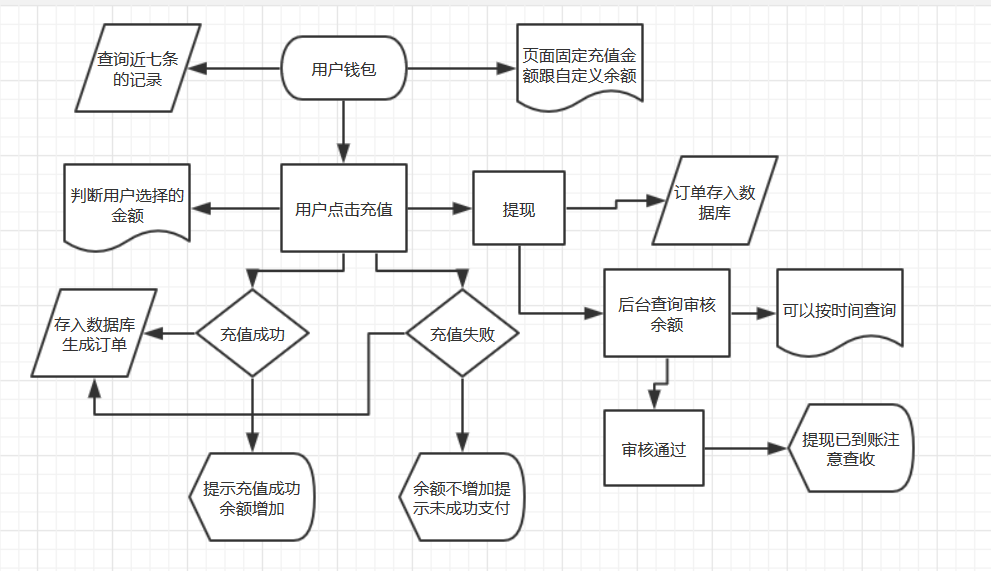 查询近七条
的记录
用户钱包
页面固定充值金
额跟自定义余额
判断用户选择的
金额
用户点击充值
提现
订单存入数
据库
存入数据库
生成订单
充值成功
充值失败
后台查询审核
余额
可以按时间查询
审核通过
提现已到账注
意查收
提示充值成功
余额增加
余额不增加提
示未成功支付